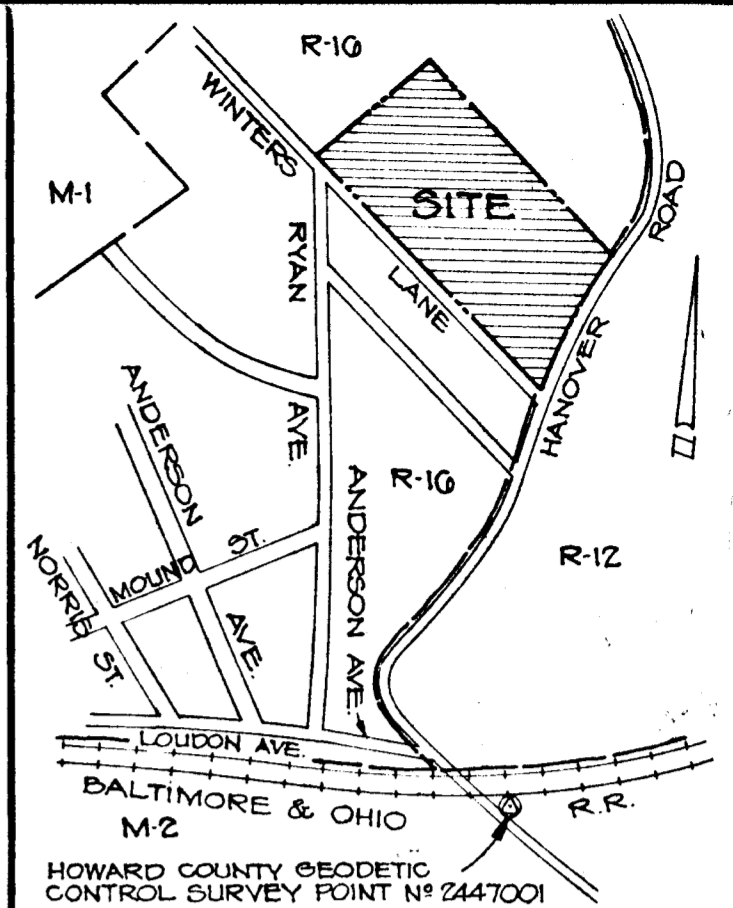 R-16
WINTERS
LANE
SITE
M-1
RYAN
AVE.
HANOVER
ROAD
ANDERSON
AVE.
R-16
ANDERSON AVE.
R-12
NORRIS
ST.
MOUND ST.
LOUDON AVE.
BALTIMORE & OHIO
R.R.
M-2
HOWARD COUNTY GEODETIC
CONTROL SURVEY POINT Nº 2447001